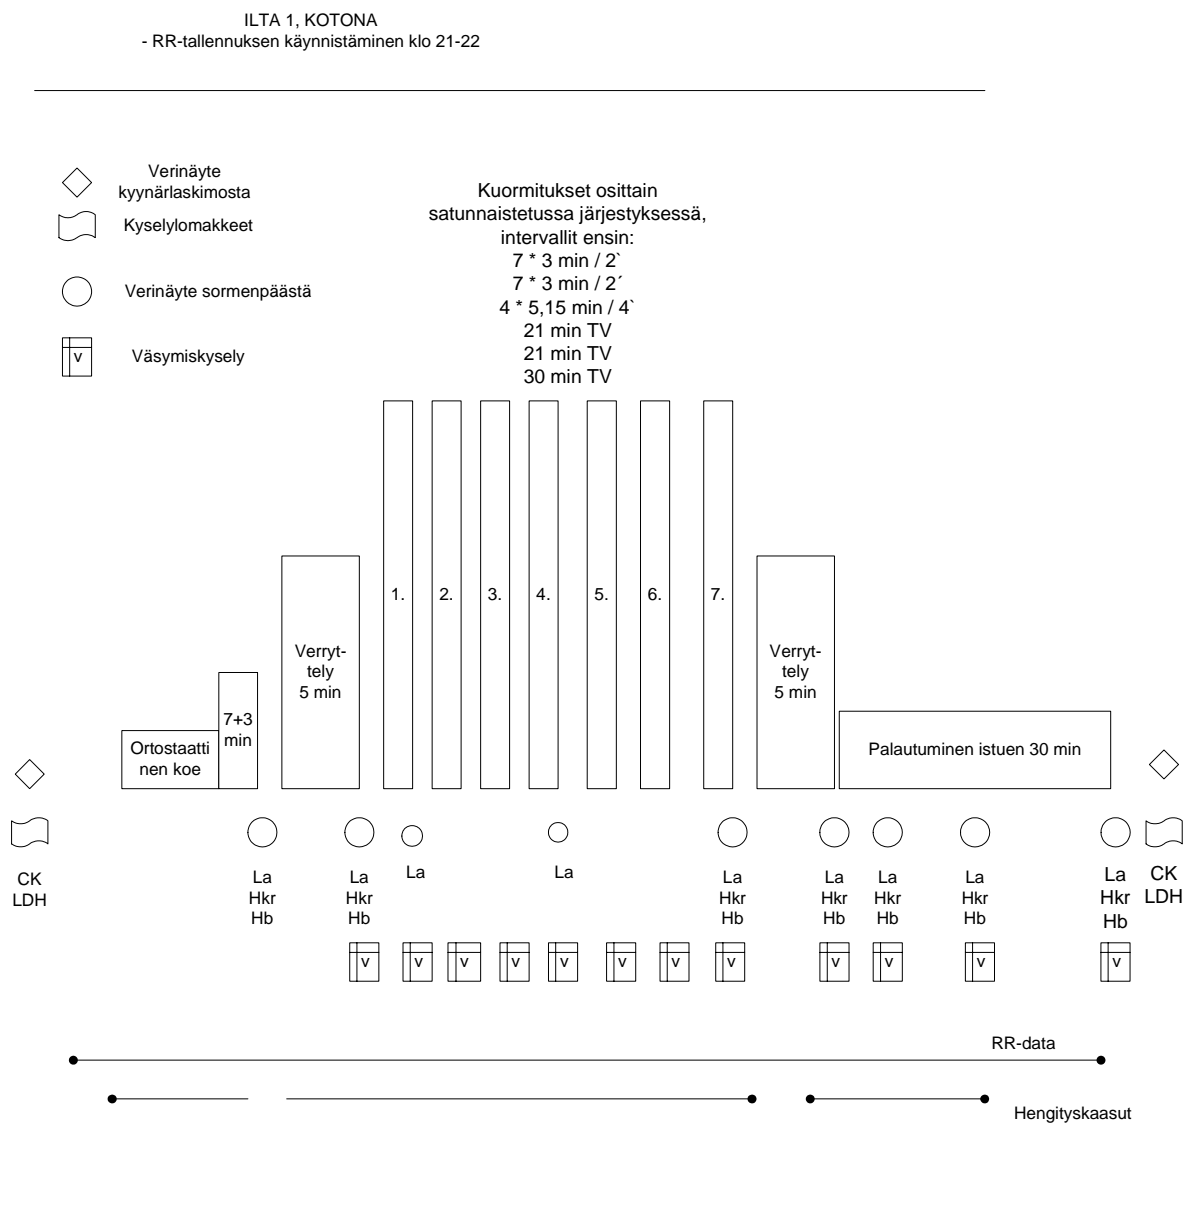 ILTA 1, KOTONA
- RR-tallennuksen käynnistäminen klo 21-22
Verinäyte
kyynärlaskimosta
Kyselylomakkeet
Verinäyte sormenpäästä
v
Väsymiskysely
Kuormitukset osittain
satunnaistetussa järjestyksessä,
intervallit ensin:
7 * 3 min / 2`
7 * 3 min / 2´
4 * 5,15 min / 4`
21 min TV
21 min TV
30 min TV
1.
2.
3.
4.
5.
6.
7.
Verryt-
tely
5 min
Verryt-
tely
5 min
7+3
min
Ortostaatti
nen koe
Palautuminen istuen 30 min
CK
LDH
La
Hkr
Hb
La
Hkr
Hb
La
La
La
Hkr
Hb
La
Hkr
Hb
La
Hkr
Hb
La
Hkr
Hb
La
Hkr
Hb
CK
LDH
v
v
v
v
v
v
v
v
v
v
v
v
RR-data
Hengityskaasut